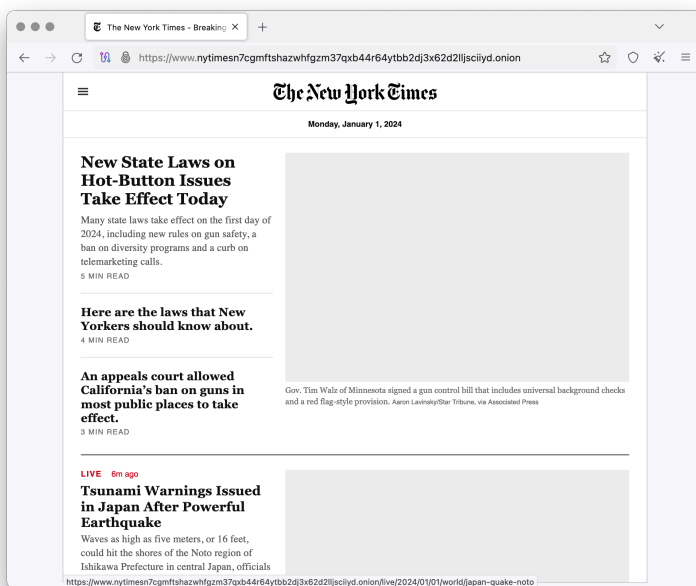 The New York Times - Breaking
https://www.nytimesn7cgmftshazwhfgzm37qxb44r64ytbb2dj3x62d2lljsciiyd.onion
The New York Times
Monday, January 1, 2024
New State Laws on
Hot-Button Issues
Take Effect Today
Many state laws take effect on the first day of
2024, including new rules on gun safety, a
ban on diversity programs and a curb on
telemarketing calls.
5 MIN READ
Here are the laws that New
Yorkers should know about.
4 MIN READ
An appeals court allowed
California's ban on guns in
most public places to take
effect.
3 MIN READ
Gov. Tim Walz of Minnesota signed a gun control bill that includes universal background checks
and a red flag-style provision. Aaron Lavinsky/Star Tribune, via Associated Press
LIVE 6m ago
Tsunami Warnings Issued
in Japan After Powerful
Earthquake
Waves as high as five meters, or 16 feet,
could hit the shores of the Noto region of
Ishikawa Prefecture in central Japan, officials
https://www.nytimesn7cgmftshazwhfgzm37qxb44r64ytbb2dj3x62d2lljsciiyd.onion/live/2024/01/01/world/japan-quake-noto